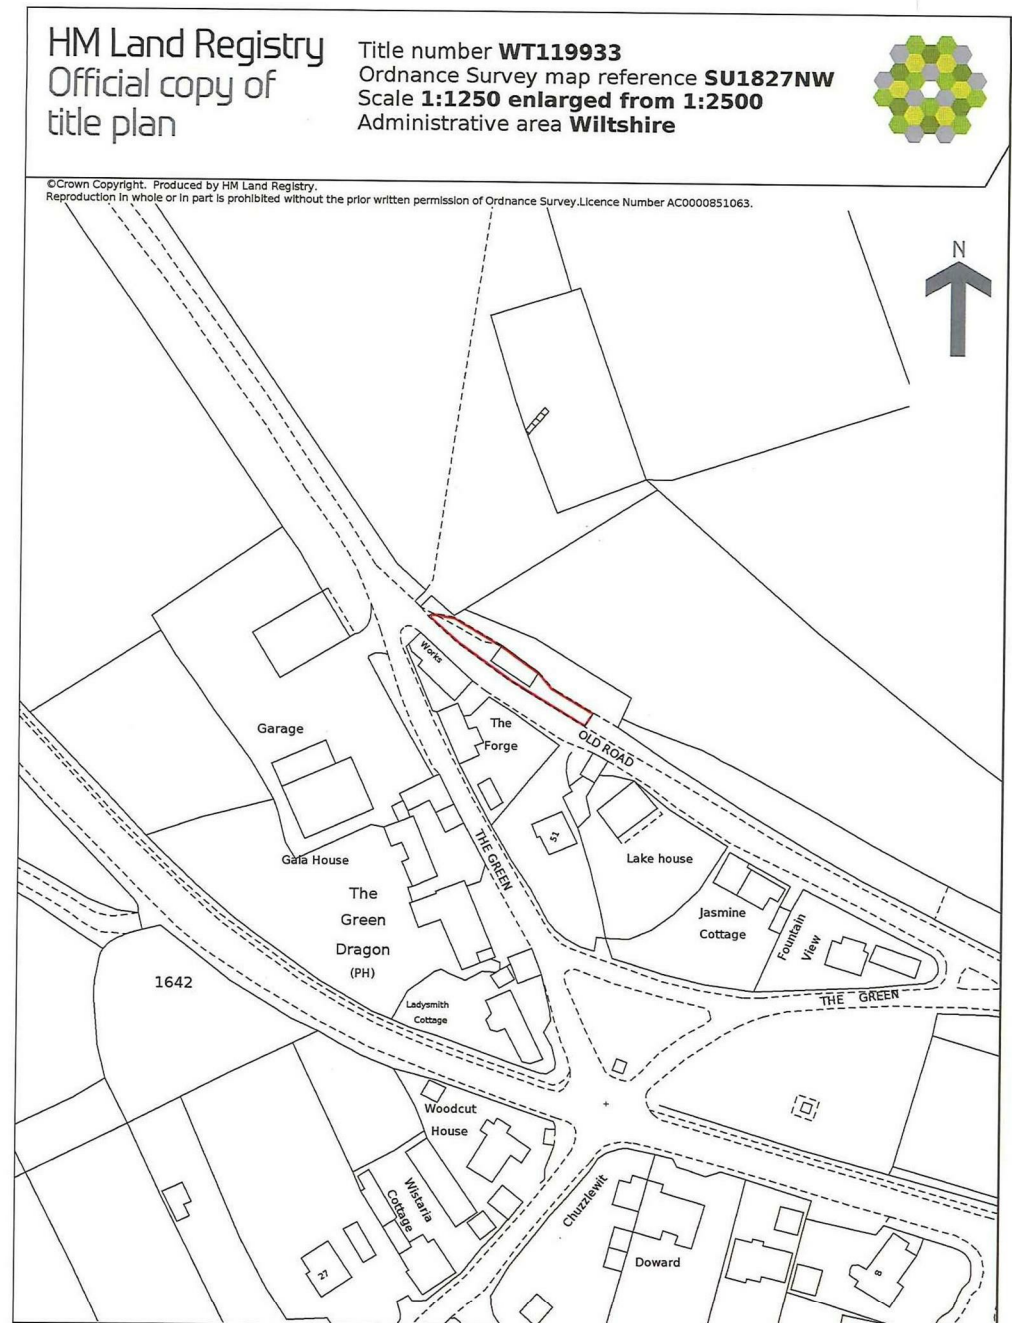 HM Land Registry
Official copy of
title plan
Title number WT119933
Ordnance Survey map reference SU1827NW
Scale 1:1250 enlarged from 1:2500
Administrative area Wiltshire
©Crown Copyright. Produced by HM Land Registry.
Reproduction in whole or in part is prohibited without the prior written permission of Ordnance Survey.Licence Number AC0000851063.
N
Works
The
Forge
Garage
OLD ROAD
51
THE GREEN
Gala House
Lake house
The
Green
Dragon
(PH)
Jasmine
Cottage
Fountain
View
1642
THE GREEN
Ladysmith
Cottage
Woodcut
House
Wistaria
Cottage
Chuzzlewit
Doward
27
8